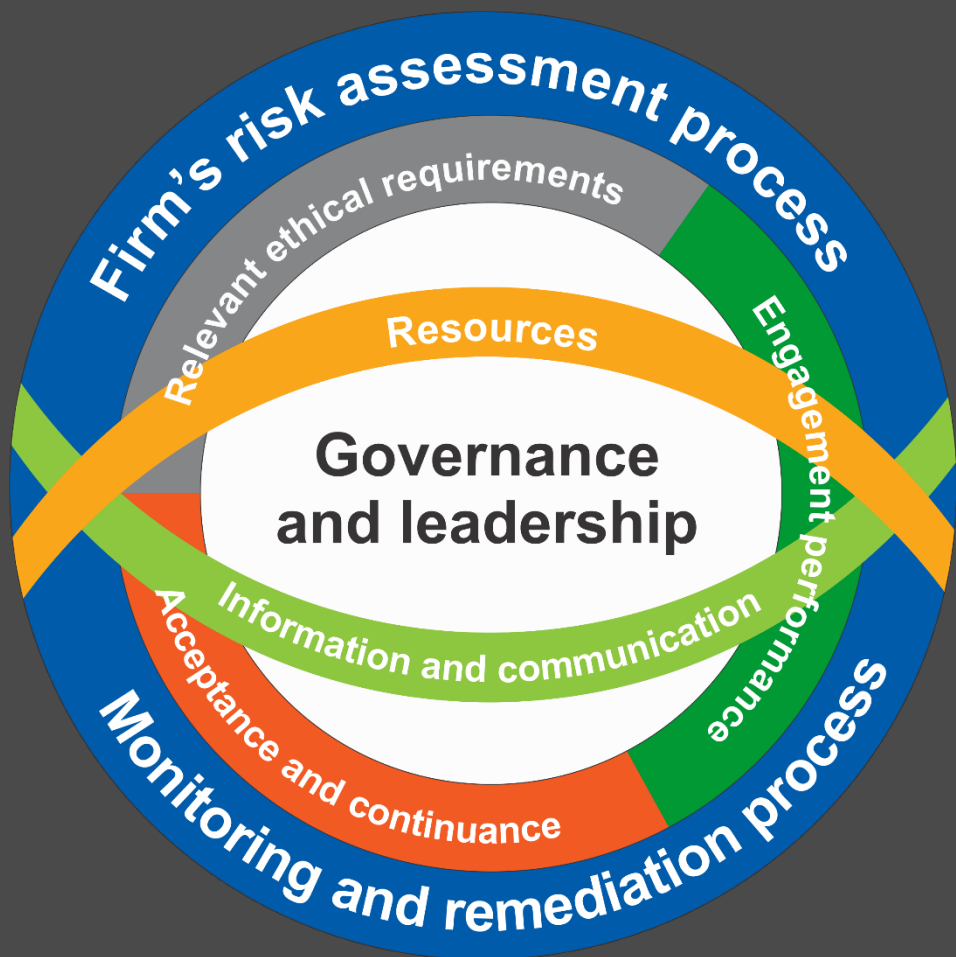 Firm's risk assessment process
Relevant ethical requirements
Engagement performance
Resources
Governance
and leadership
Information and communication
Acceptance and continuance
Monitoring and remediation process